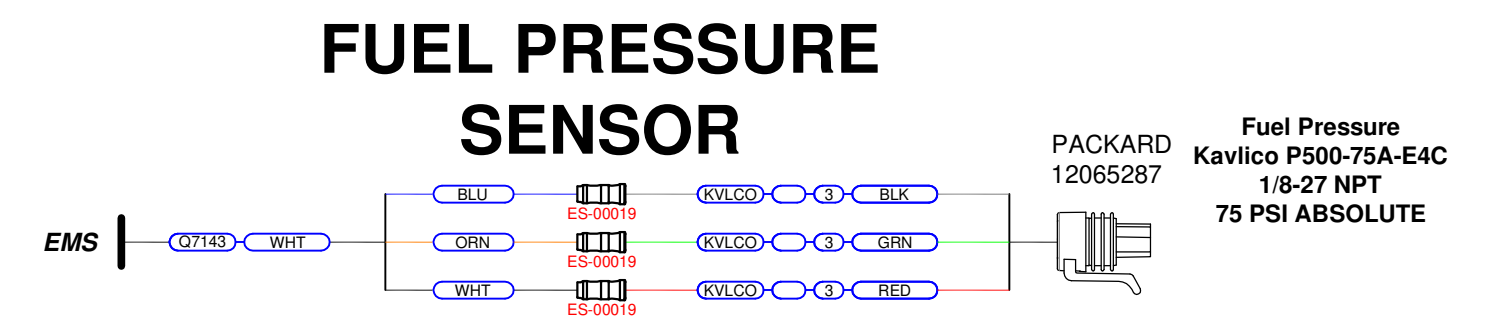 FUEL PRESSURE
SENSOR
PACKARD
12065287
Fuel Pressure
Kavlico P500-75A-E4C
1/8-27 NPT
75 PSI ABSOLUTE
BLU ES-00019 KVLCO 3 BLK
EMS Q7143 WHT ORN ES-00019 KVLCO 3 GRN
WHT ES-00019 KVLCO 3 RED